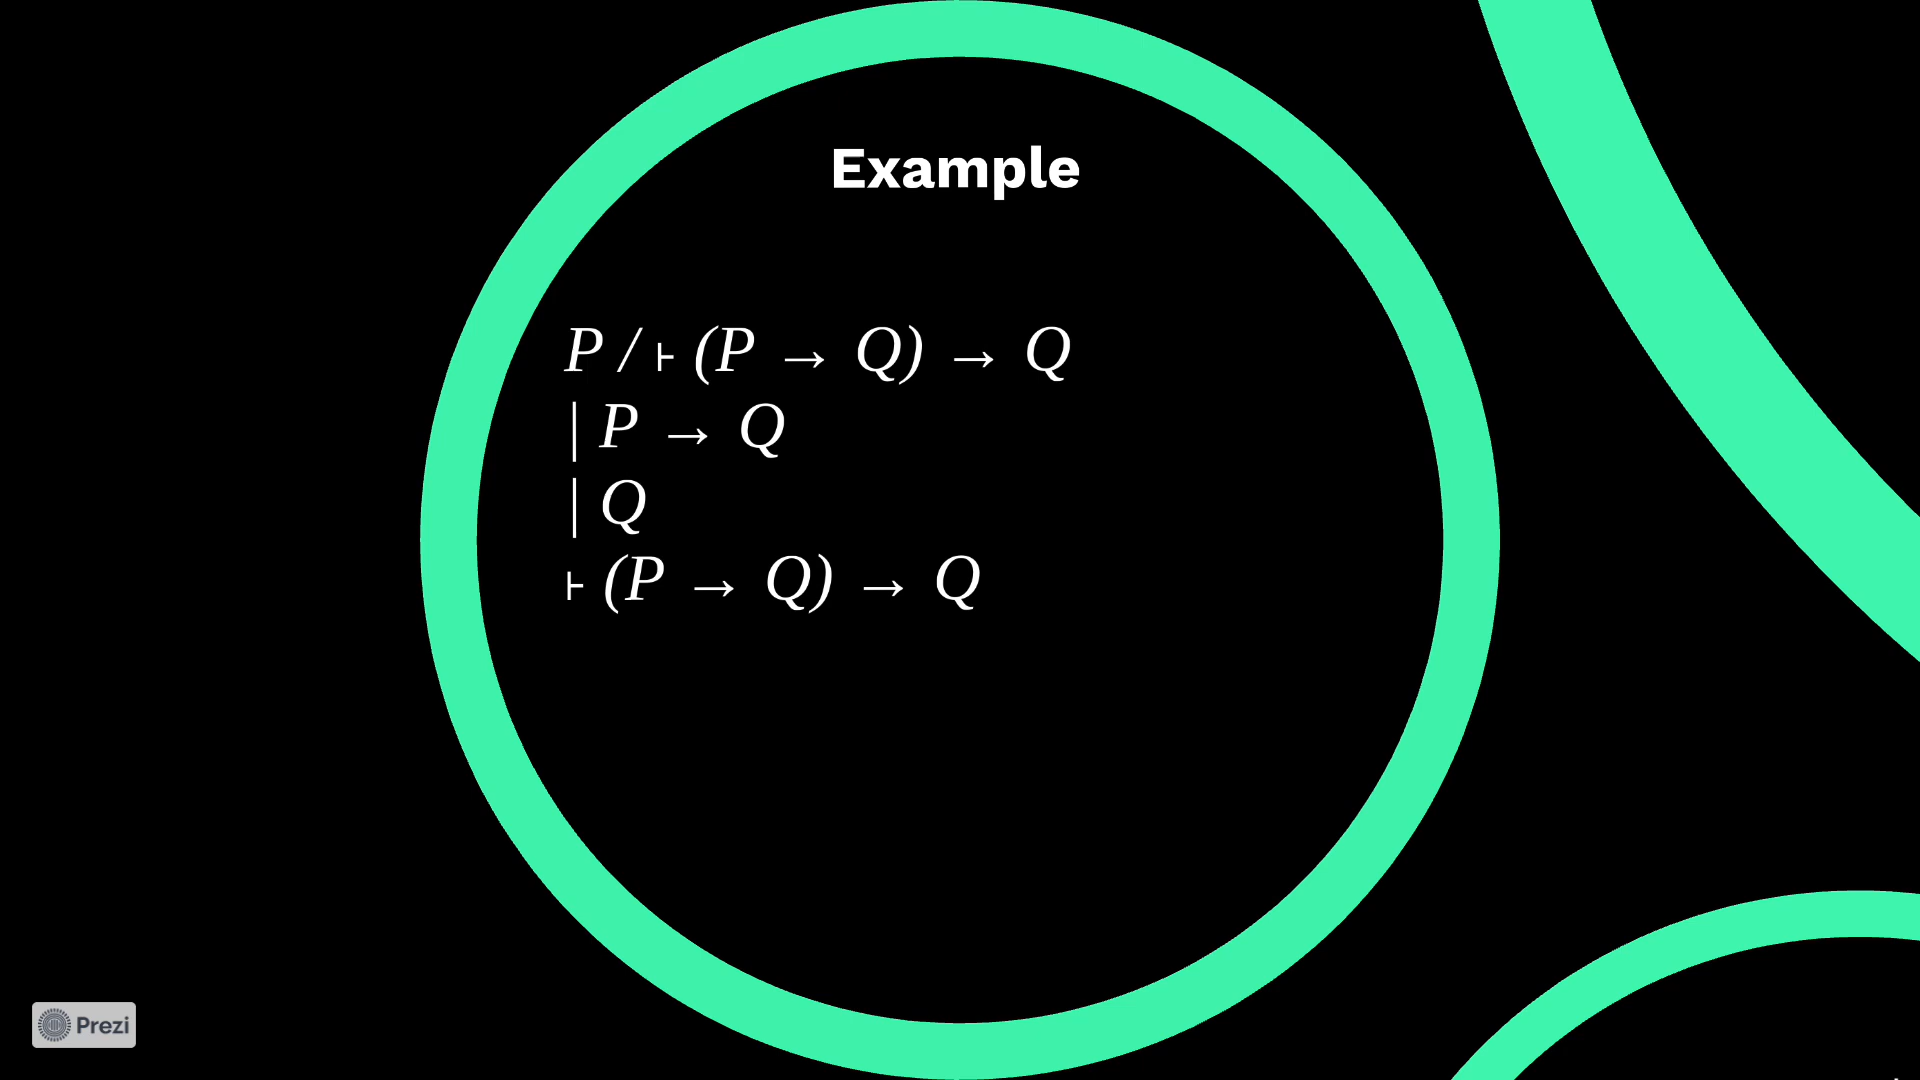 Example
P / ⊦ (P → Q) → Q
| P → Q
| Q
⊦ (P → Q) → Q
Prezi